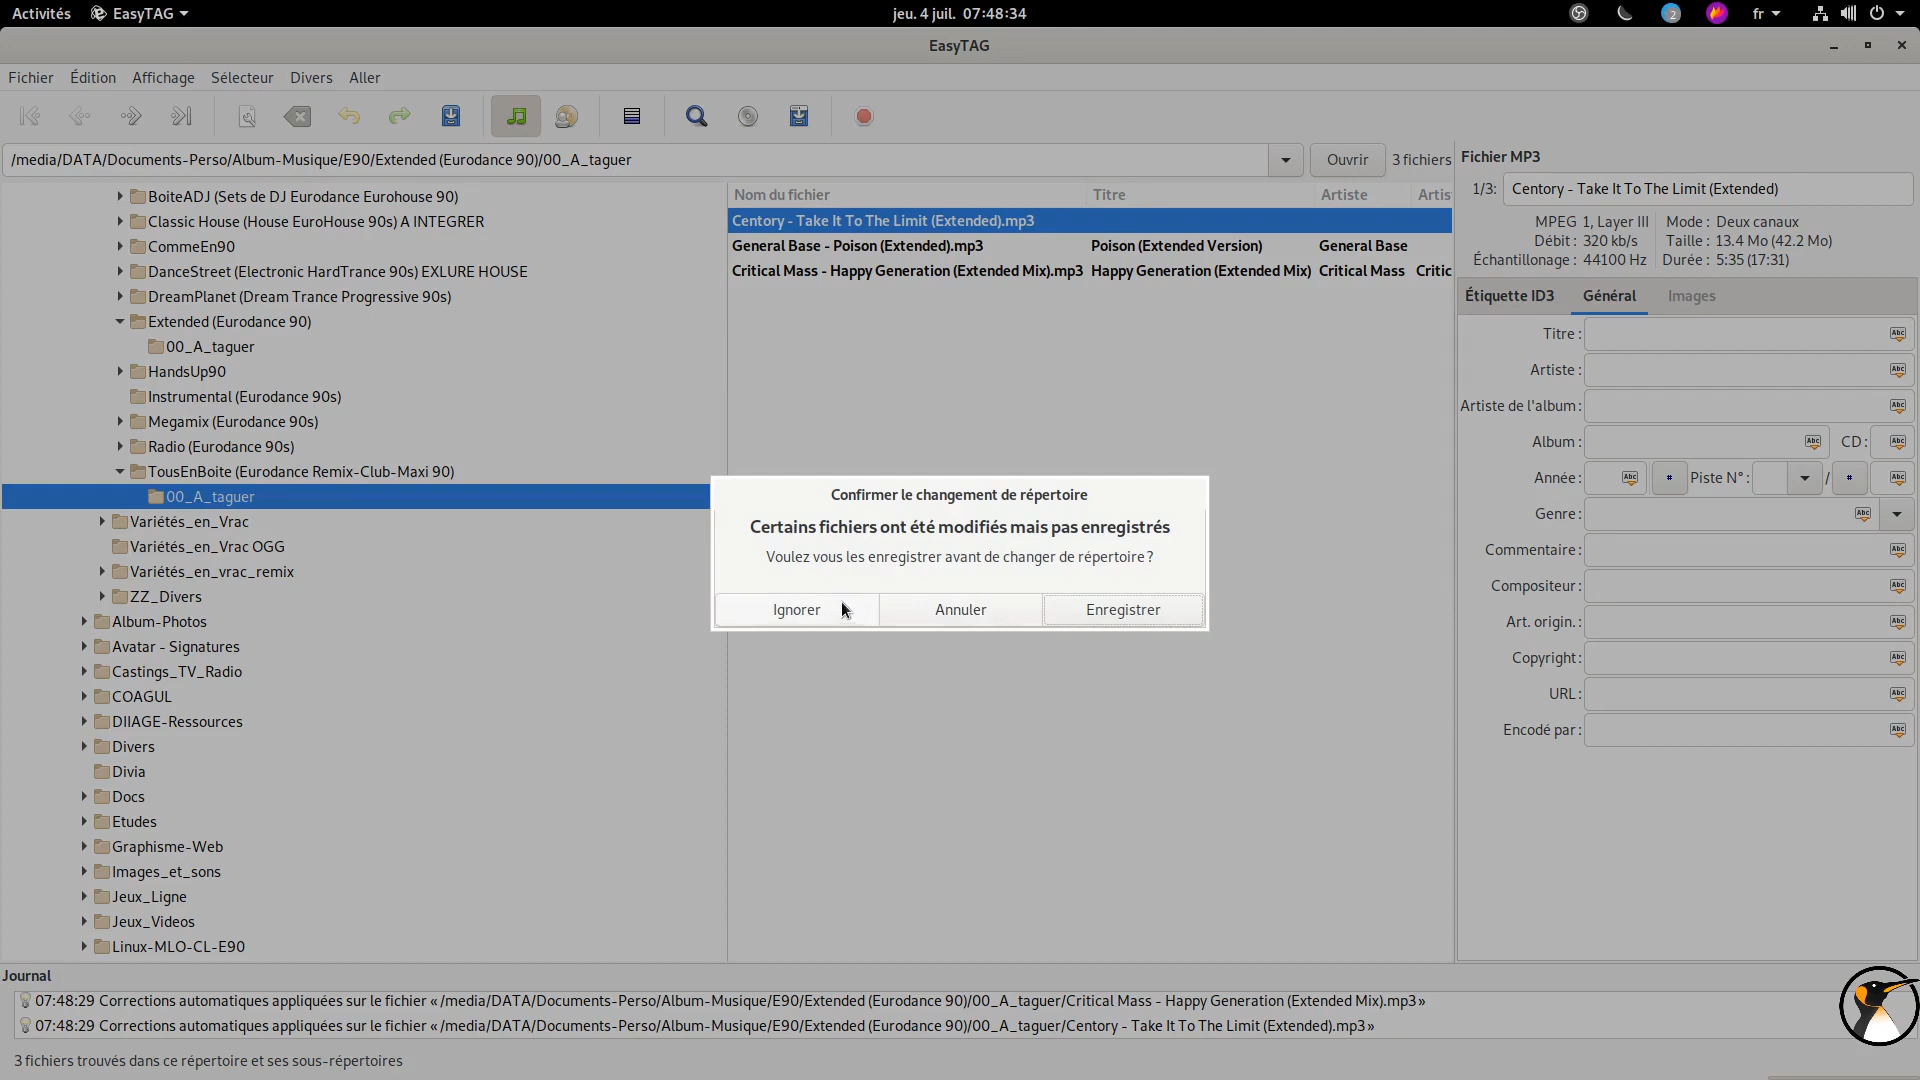 Activités EasyTAG jeu. 4 juil. 07:48:34 2 fr
EasyTAG
Fichier Édition Affichage Sélecteur Divers Aller
/media/DATA/Documents-Perso/Album-Musique/E90/Extended (Eurodance 90)/00_A_taguer Ouvrir 3 fichiers
BoiteADJ (Sets de DJ Eurodance Eurohouse 90)
Classic House (House EuroHouse 90s) A INTEGRER
CommeEn90
DanceStreet (Electronic HardTrance 90s) EXLURE HOUSE
DreamPlanet (Dream Trance Progressive 90s)
Extended (Eurodance 90)
00_A_taguer
HandsUp90
Instrumental (Eurodance 90s)
Megamix (Eurodance 90s)
Radio (Eurodance 90s)
TousEnBoite (Eurodance Remix-Club-Maxi 90)
00_A_taguer
Variétés_en_Vrac
Variétés_en_Vrac OGG
Variétés_en_vrac_remix
ZZ_Divers
Album-Photos
Avatar - Signatures
Castings_TV_Radio
COAGUL
DIIAGE-Ressources
Divers
Divia
Docs
Etudes
Graphisme-Web
Images_et_sons
Jeux_Ligne
Jeux_Videos
Linux-MLO-CL-E90
Nom du fichier Titre Artiste Artis
Centory - Take It To The Limit (Extended).mp3
General Base - Poison (Extended).mp3 Poison (Extended Version) General Base
Critical Mass - Happy Generation (Extended Mix).mp3 Happy Generation (Extended Mix) Critical Mass Critic
Confirmer le changement de répertoire
Certains fichiers ont été modifiés mais pas enregistrés
Voulez vous les enregistrer avant de changer de répertoire ?
Ignorer Annuler Enregistrer
Fichier MP3
1/3: Centory - Take It To The Limit (Extended)
MPEG 1, Layer III Mode : Deux canaux
Débit : 320 kb/s Taille : 13.4 Mo (42.2 Mo)
Échantillonage : 44100 Hz Durée : 5:35 (17:31)
Étiquette ID3 Général Images
Titre : Abc
Artiste : Abc
Artiste de l'album : Abc
Album : Abc CD : Abc
Année : Abc # Piste N° : / # Abc
Genre : Abc
Commentaire : Abc
Compositeur : Abc
Art. origin. : Abc
Copyright : Abc
URL : Abc
Encodé par : Abc
Journal
07:48:29 Corrections automatiques appliquées sur le fichier « /media/DATA/Documents-Perso/Album-Musique/E90/Extended (Eurodance 90)/00_A_taguer/Critical Mass - Happy Generation (Extended Mix).mp3 »
07:48:29 Corrections automatiques appliquées sur le fichier « /media/DATA/Documents-Perso/Album-Musique/E90/Extended (Eurodance 90)/00_A_taguer/Centory - Take It To The Limit (Extended).mp3 »
3 fichiers trouvés dans ce répertoire et ses sous-répertoires